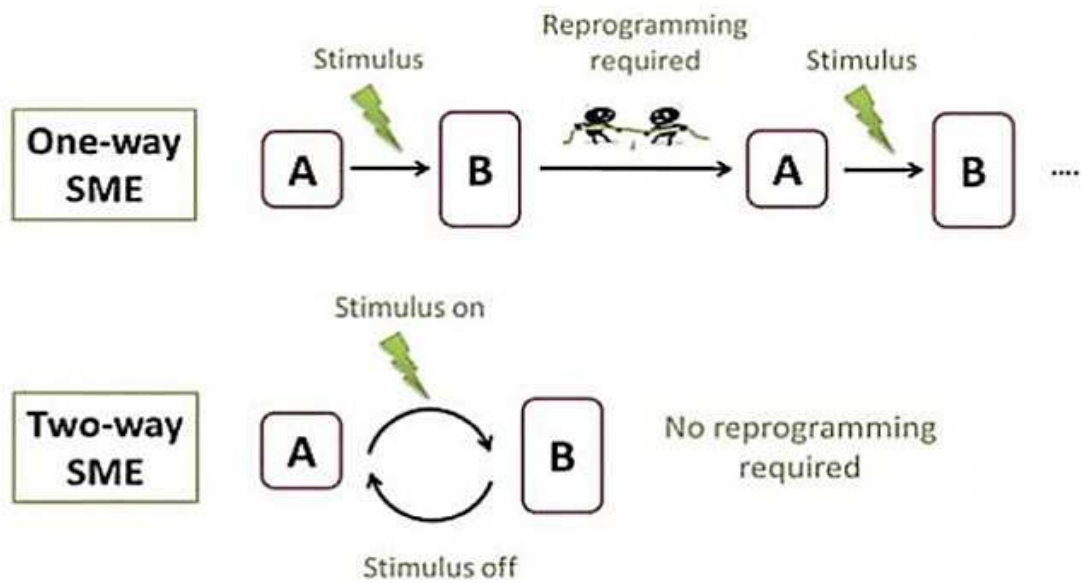 Reprogramming
required
Stimulus
Stimulus
One-way
SME
A
B
A
B
....
Stimulus on
Two-way
SME
A
B
No reprogramming
required
Stimulus off